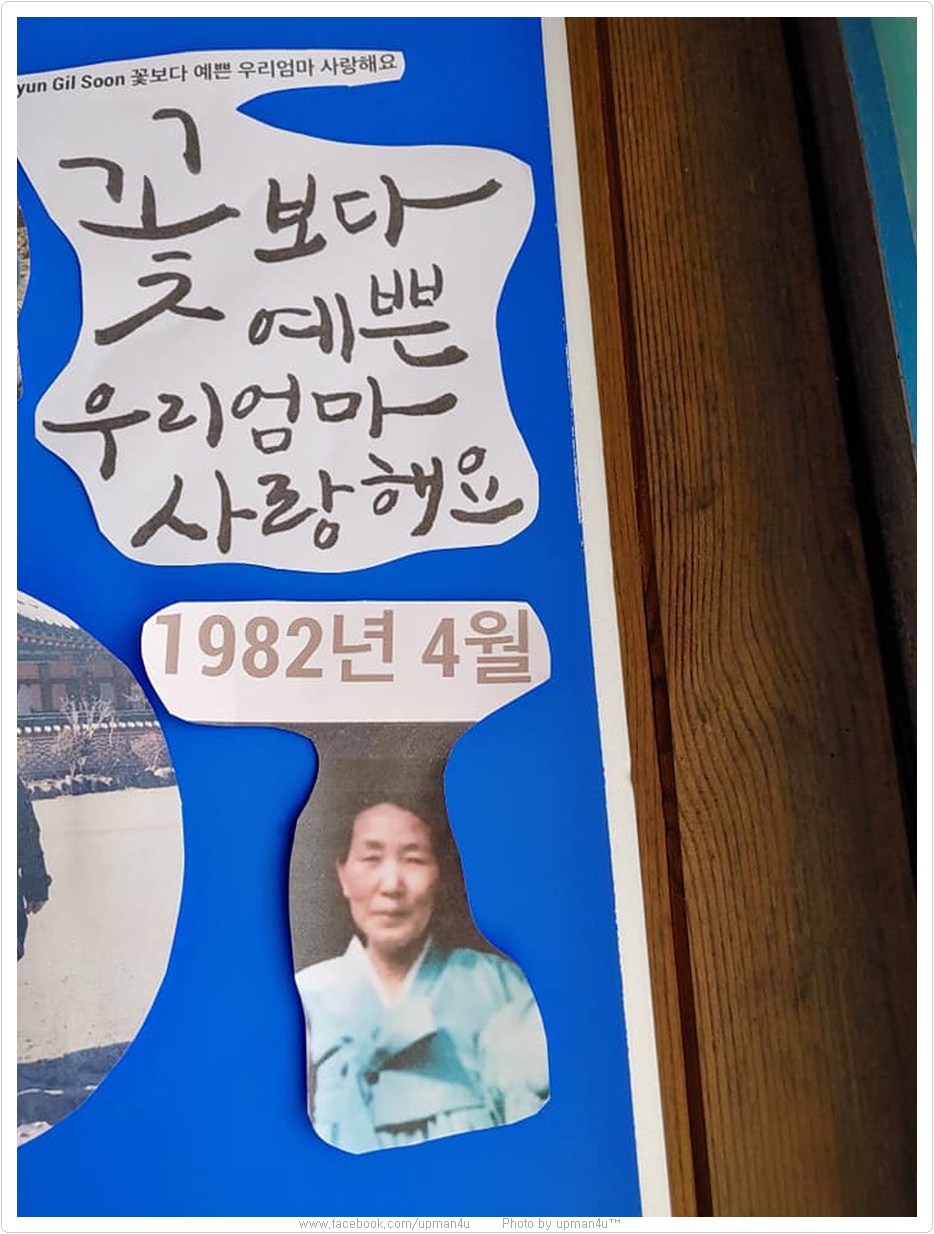 yun Gil Soon 꽃보다 예쁜 우리엄마 사랑해요
꽃보다
예쁜
우리엄마
사랑해요
1982년 4월
www.facebook.com/upman4u Photo by upman4u™